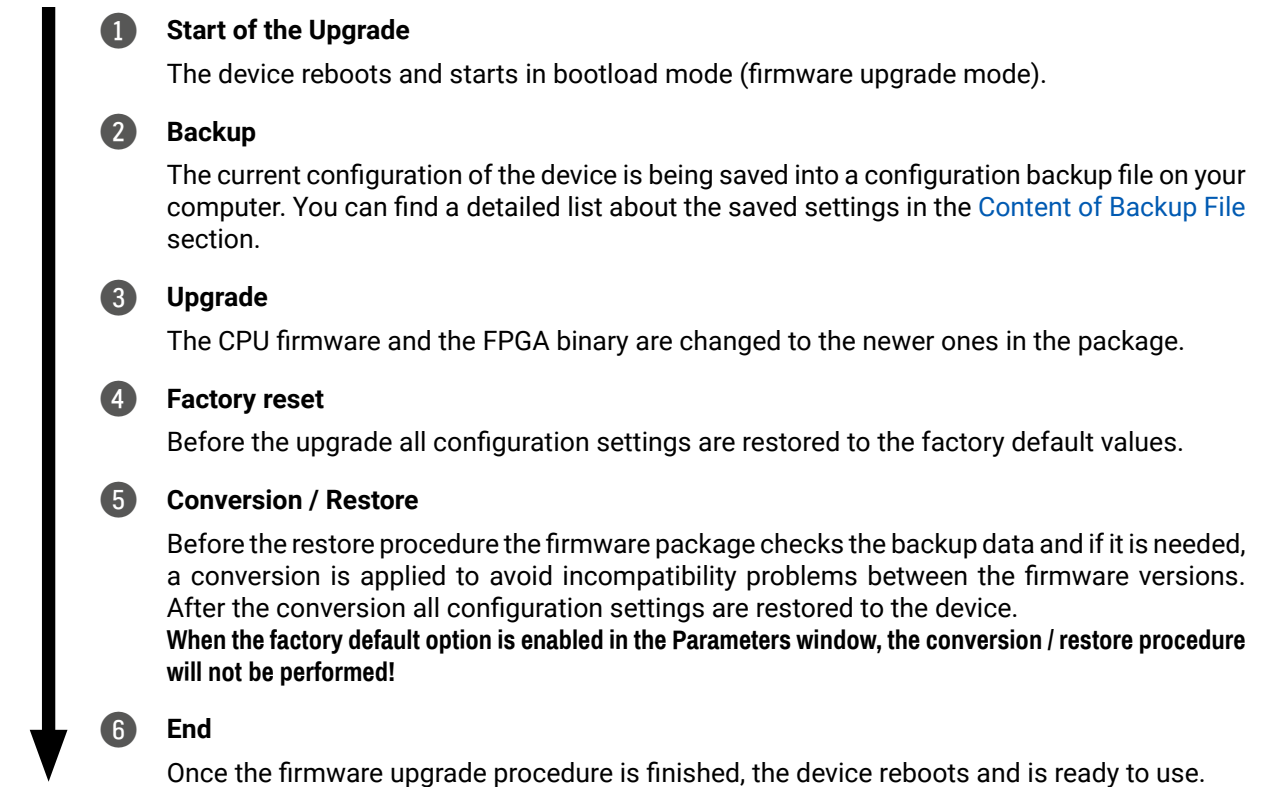 1 Start of the Upgrade
The device reboots and starts in bootload mode (firmware upgrade mode).
2 Backup
The current configuration of the device is being saved into a configuration backup file on your
computer. You can find a detailed list about the saved settings in the Content of Backup File
section.
3 Upgrade
The CPU firmware and the FPGA binary are changed to the newer ones in the package.
4 Factory reset
Before the upgrade all configuration settings are restored to the factory default values.
5 Conversion / Restore
Before the restore procedure the firmware package checks the backup data and if it is needed,
a conversion is applied to avoid incompatibility problems between the firmware versions.
After the conversion all configuration settings are restored to the device.
When the factory default option is enabled in the Parameters window, the conversion / restore procedure
will not be performed!
6 End
Once the firmware upgrade procedure is finished, the device reboots and is ready to use.